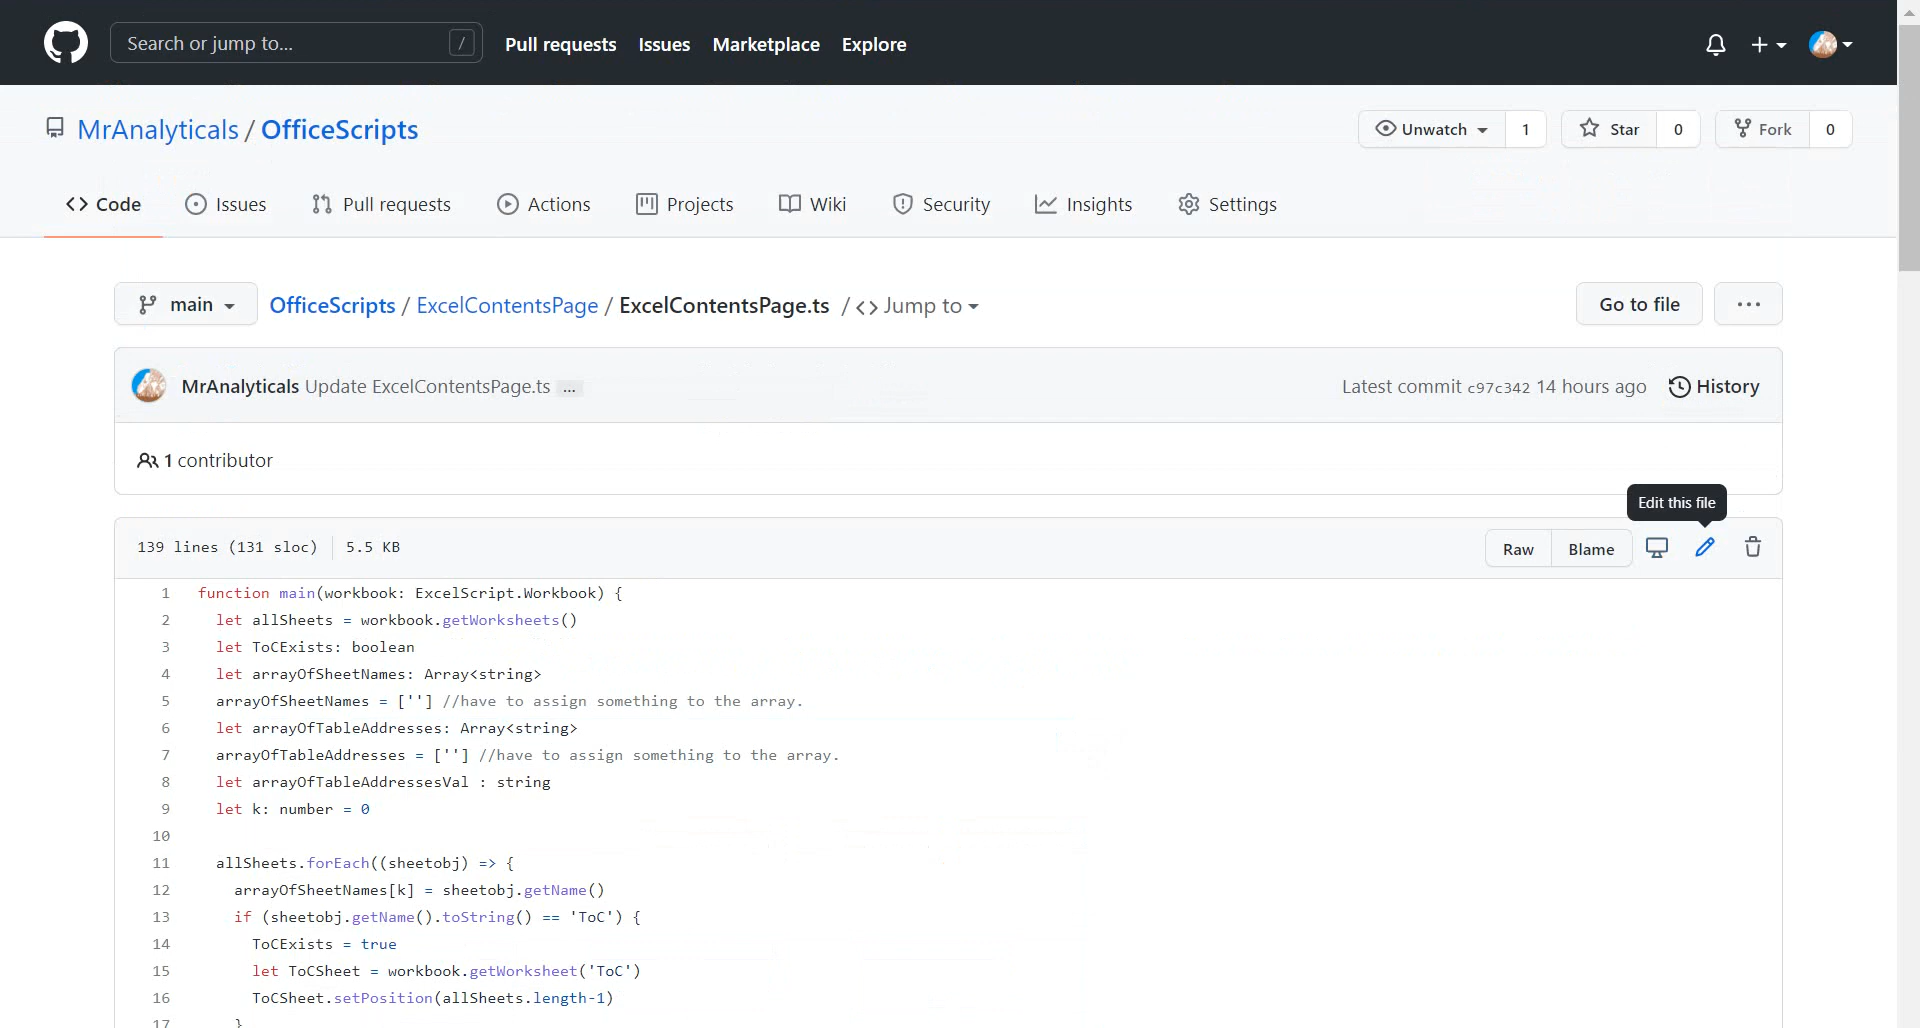 Search or jump to... / Pull requests Issues Marketplace Explore
MrAnalyticals / OfficeScripts Unwatch 1 Star 0 Fork 0
Code Issues Pull requests Actions Projects Wiki Security Insights Settings
main OfficeScripts / ExcelContentsPage / ExcelContentsPage.ts / <> Jump to Go to file ...
MrAnalyticals Update ExcelContentsPage.ts ... Latest commit c97c342 14 hours ago History
1 contributor
Edit this file
139 lines (131 sloc) 5.5 KB Raw Blame
1 function main(workbook: ExcelScript.Workbook) {
2 let allSheets = workbook.getWorksheets()
3 let ToCExists: boolean
4 let arrayOfSheetNames: Array<string>
5 arrayOfSheetNames = [''] //have to assign something to the array.
6 let arrayOfTableAddresses: Array<string>
7 arrayOfTableAddresses = [''] //have to assign something to the array.
8 let arrayOfTableAddressesVal : string
9 let k: number = 0
10
11 allSheets.forEach((sheetobj) => {
12 arrayOfSheetNames[k] = sheetobj.getName()
13 if (sheetobj.getName().toString() == 'ToC') {
14 ToCExists = true
15 let ToCSheet = workbook.getWorksheet('ToC')
16 ToCSheet.setPosition(allSheets.length-1)
17 }